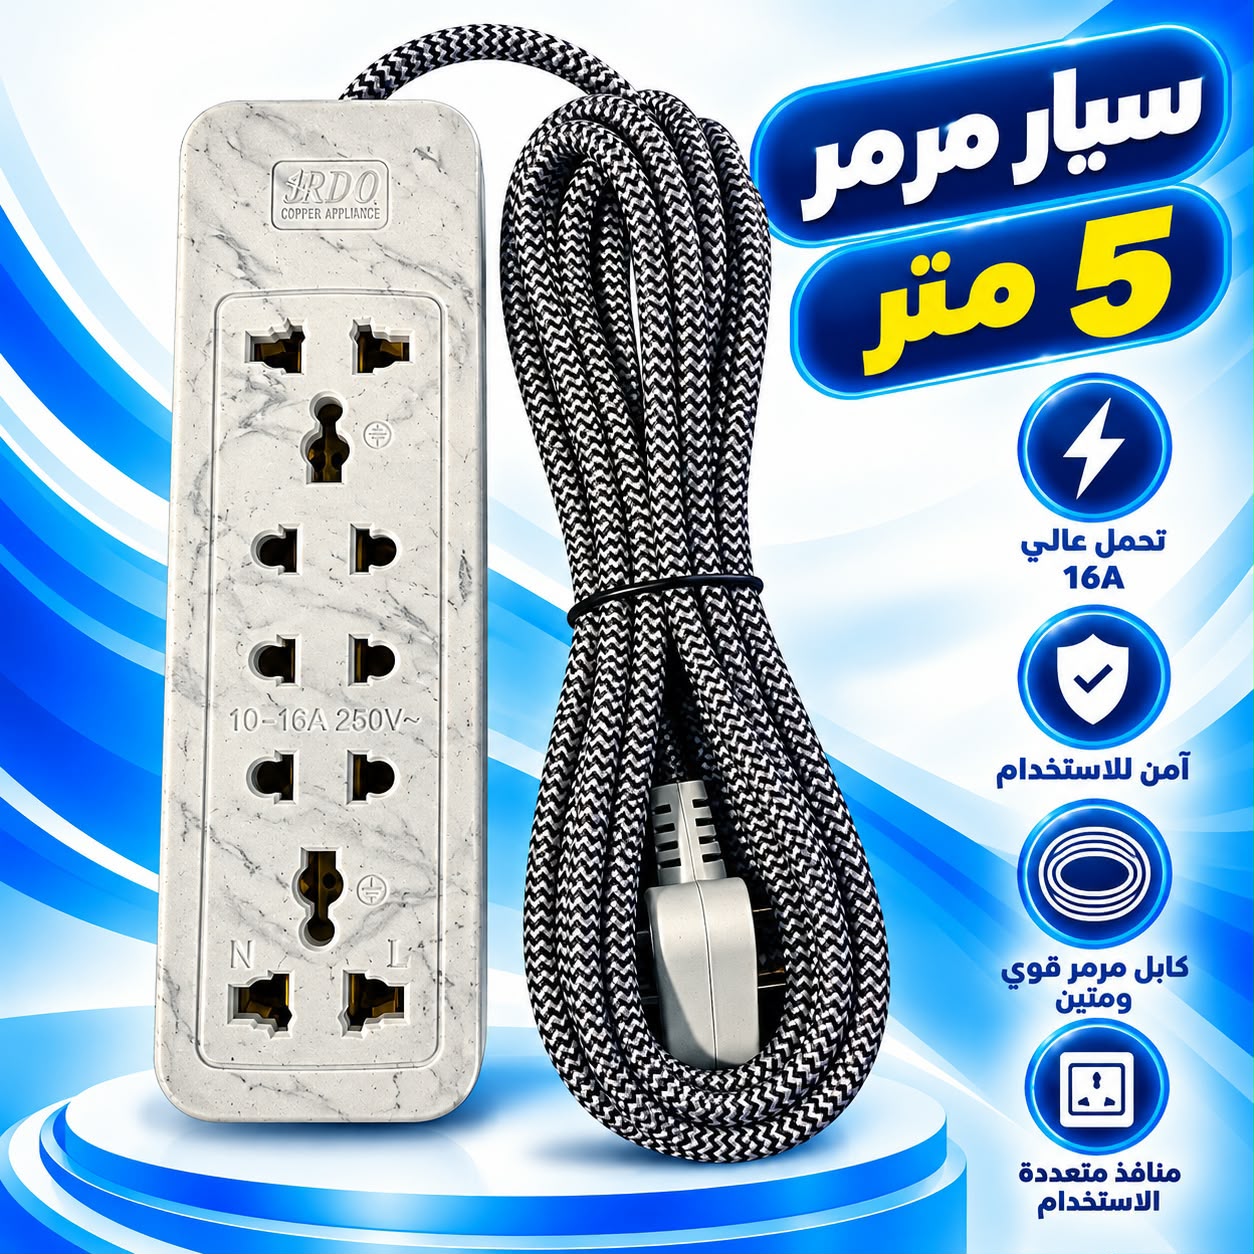 سيار مرمر
5 متر
تحمل عالي
16A
آمن للاستخدام
كابل مرمر قوي
ومتين
منافذ متعددة
الاستخدام
COPPER APPLIANCE
10-16A 250V~
N L